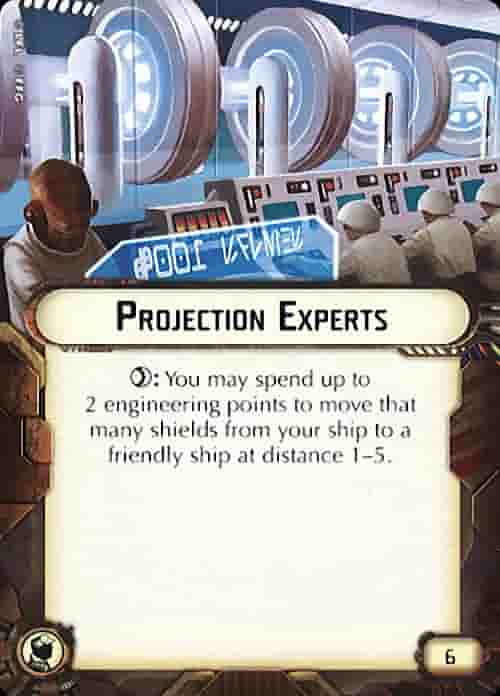 PROJECTION EXPERTS
: You may spend up to
2 engineering points to move that
many shields from your ship to a
friendly ship at distance 1–5.
6